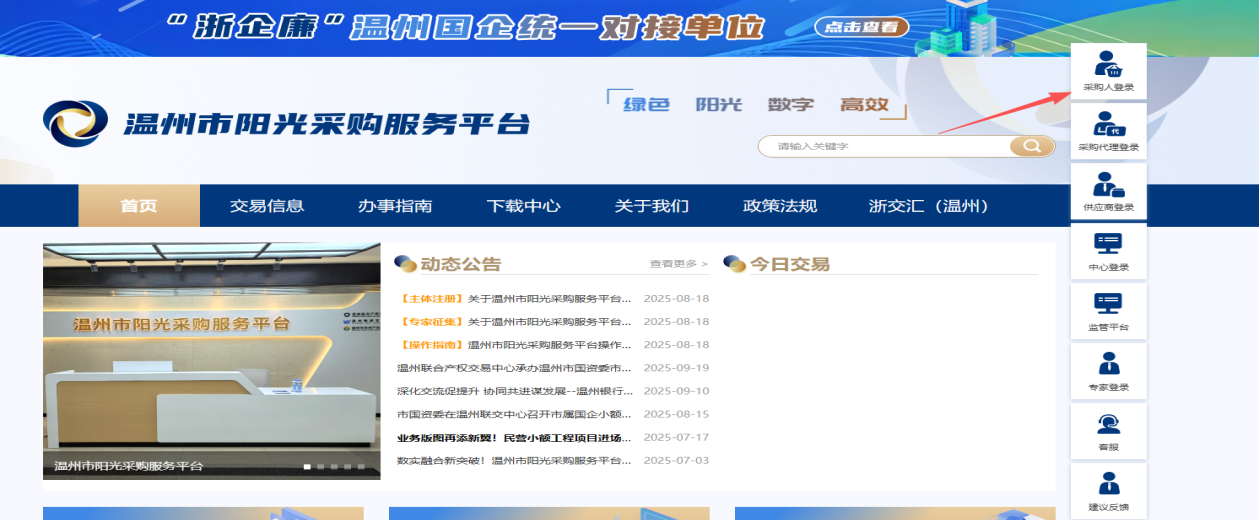 “浙企廉”温州国企统一对接单位
点击查看
温州市阳光采购服务平台
绿色 阳光 数字 高效
请输入关键字
首页 交易信息 办事指南 下载中心 关于我们 政策法规 浙交汇（温州）
采购人登录
采购代理登录
供应商登录
中心登录
监管平台
专家登录
客服
建议反馈
温州市阳光采购服务平台
温州市阳光采购服务平台
动态公告 查看更多 >
【主体注册】关于温州市阳光采购服务平台... 2025-08-18
【专家征集】关于温州市阳光采购服务平台... 2025-08-18
【操作指南】温州市阳光采购服务平台操作... 2025-08-18
温州联合产权交易中心承办温州市国资委市... 2025-09-19
深化交流促提升 协同共进谋发展--温州银行... 2025-09-10
市国资委在温州联交中心召开市属国企小额... 2025-08-15
业务版图再添新翼！民营小额工程项目进场... 2025-07-17
数实融合新突破！温州市阳光采购服务平台... 2025-07-03
今日交易